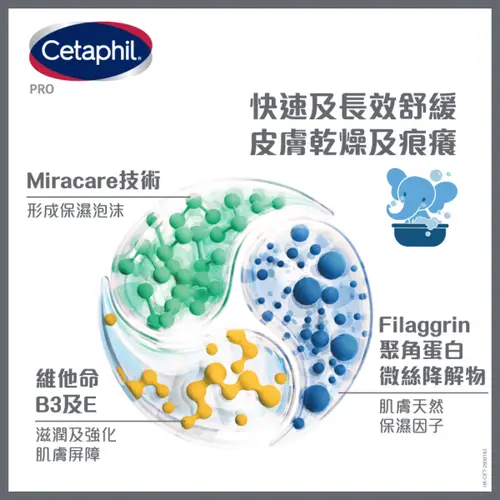 Cetaphil®
PRO
快速及長效舒緩
皮膚乾燥及痕癢
Miracare技術
形成保濕泡沫
Filaggrin
聚角蛋白
微絲降解物
肌膚天然
保濕因子
維他命
B3及E
滋潤及強化
肌膚屏障